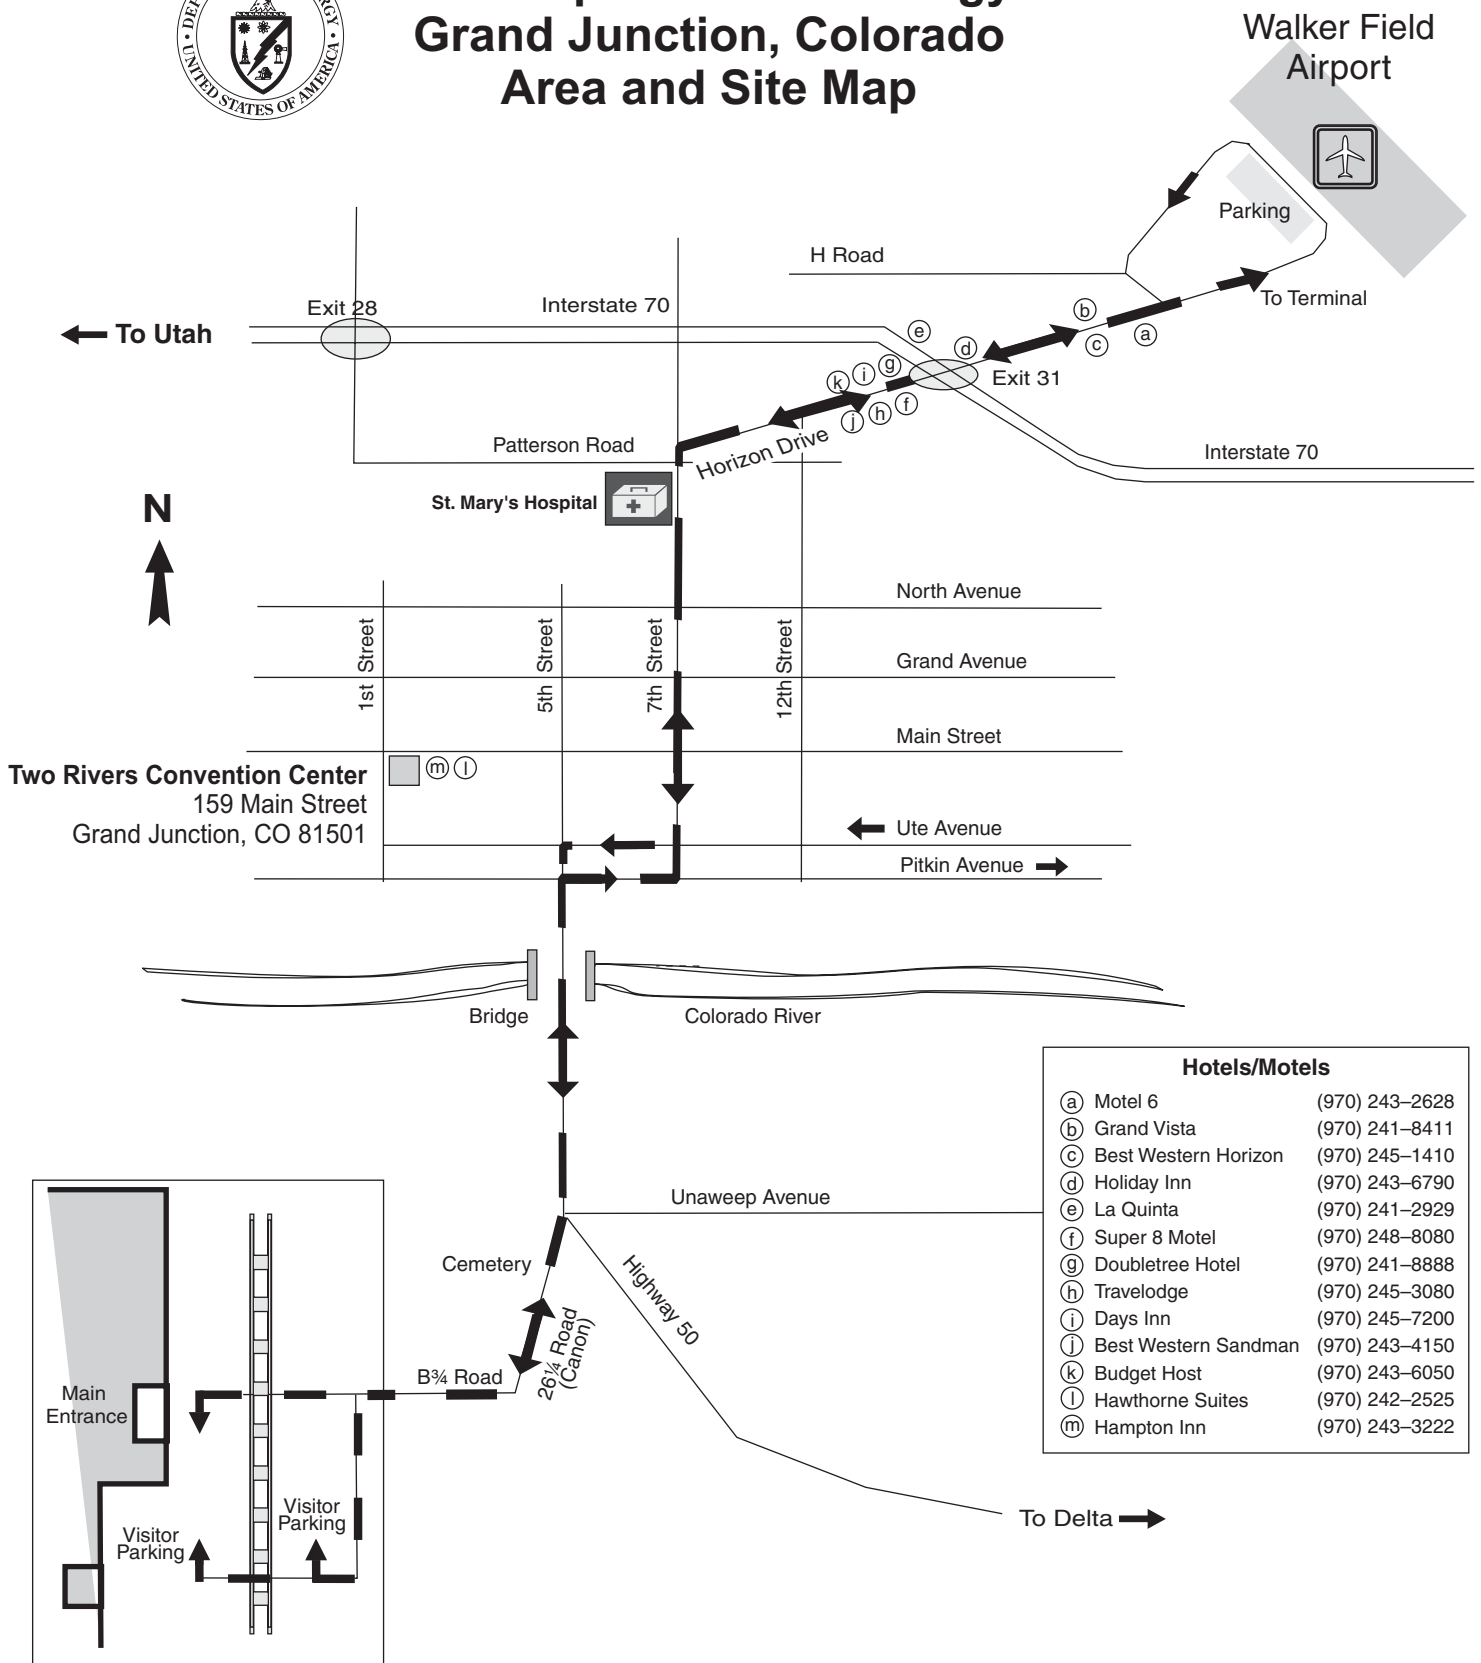 UNITED STATES OF AMERICA
Grand Junction, Colorado
Area and Site Map
Walker Field
Airport
Parking
H Road
To Terminal
Exit 28
Interstate 70
To Utah
e
b
a
c
d
g
i
k
Exit 31
f
h
j
Horizon Drive
Patterson Road
Interstate 70
St. Mary's Hospital
N
North Avenue
1st Street
5th Street
7th Street
12th Street
Grand Avenue
Main Street
Two Rivers Convention Center
m
l
159 Main Street
Grand Junction, CO 81501
Ute Avenue
Pitkin Avenue
Bridge
Colorado River
Hotels/Motels
a Motel 6 (970) 243–2628
b Grand Vista (970) 241–8411
c Best Western Horizon (970) 245–1410
d Holiday Inn (970) 243–6790
e La Quinta (970) 241–2929
f Super 8 Motel (970) 248–8080
g Doubletree Hotel (970) 241–8888
h Travelodge (970) 245–3080
i Days Inn (970) 245–7200
j Best Western Sandman (970) 243–4150
k Budget Host (970) 243–6050
l Hawthorne Suites (970) 242–2525
m Hampton Inn (970) 243–3222
Unaweep Avenue
Cemetery
Highway 50
26¼ Road
(Canon)
B¾ Road
Main
Entrance
Visitor
Parking
Visitor
Parking
To Delta